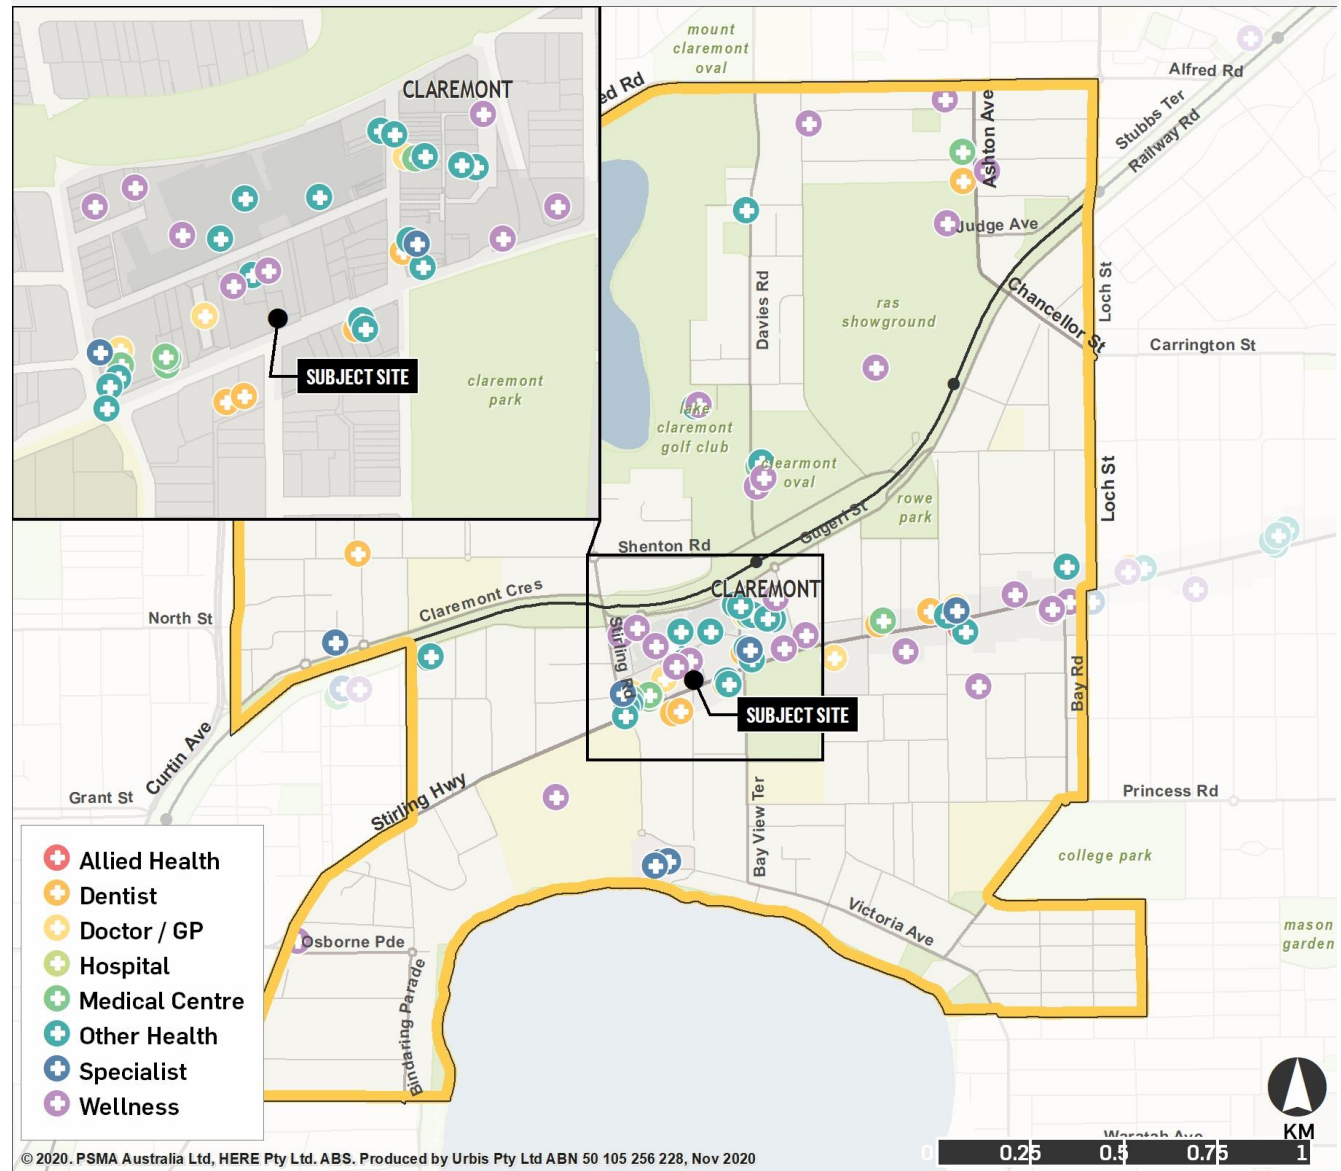 mount
claremont
oval
ed Rd
Alfred Rd
Stubbs Ter
Railway Rd
CLAREMONT
Ashton Ave
Judge Ave
Davies Rd
ras
showground
Chancellor St
Loch St
Carrington St
SUBJECT SITE
claremont
park
lake
claremont
golf club
clearmont
oval
rowe
park
Loch St
Gugeri St
Shenton Rd
CLAREMONT
Claremont Cres
North St
Stirling Rd
SUBJECT SITE
Bay Rd
Curtin Ave
Grant St
Stirling Hwy
Bay View Ter
Princess Rd
college park
Victoria Ave
mason
garden
Osborne Pde
Bindaring Parade
Allied Health
Dentist
Doctor / GP
Hospital
Medical Centre
Other Health
Specialist
Wellness
Waratah Ave
KM
0 0.25 0.5 0.75 1
© 2020. PSMA Australia Ltd, HERE Pty Ltd. ABS. Produced by Urbis Pty Ltd ABN 50 105 256 228, Nov 2020